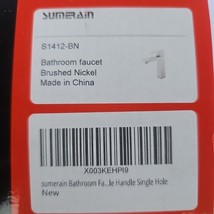 SUMERAIN
S1412-BN
Bathroom faucet
Brushed Nickel
Made in China
X003KEHPI9
sumerain Bathroom Fa...le Handle Single Hole
New